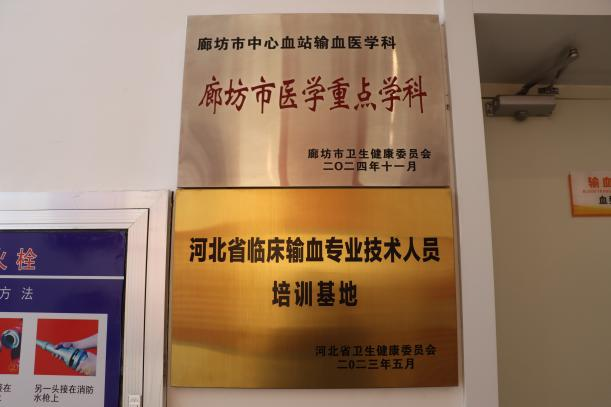 廊坊市中心血站输血医学科
廊坊市医学重点学科
廊坊市卫生健康委员会
二〇二四年十一月
河北省临床输血专业技术人员
培训基地
河北省卫生健康委员会
二〇二三年五月
火栓
方法
另一头接在消防
水枪上
输血